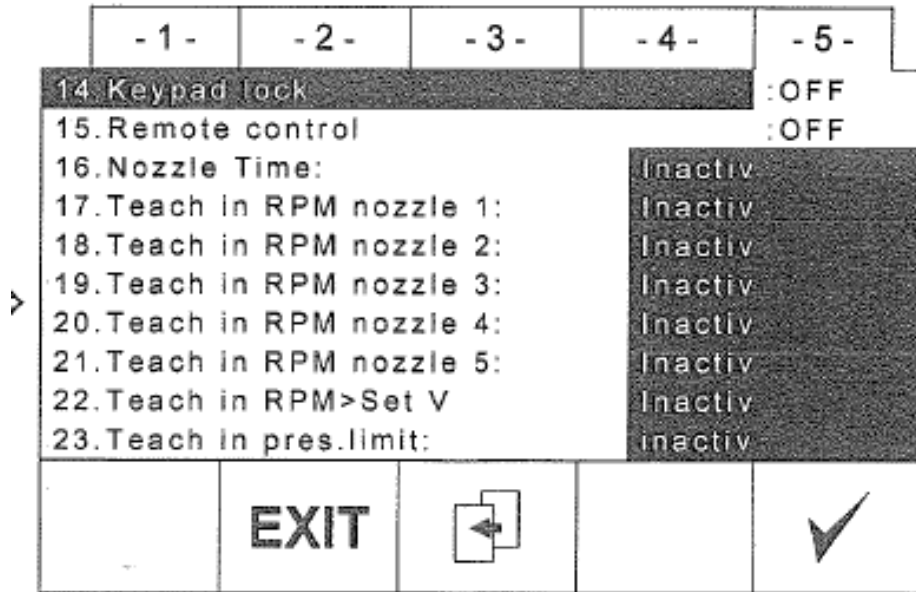 - 1 - - 2 - - 3 - - 4 - - 5 -
14.Keypad lock :OFF
15.Remote control :OFF
16.Nozzle Time: Inactiv
17.Teach in RPM nozzle 1: Inactiv
18.Teach in RPM nozzle 2: Inactiv
19.Teach in RPM nozzle 3: Inactiv
20.Teach in RPM nozzle 4: Inactiv
21.Teach in RPM nozzle 5: Inactiv
22.Teach in RPM>Set V Inactiv
23.Teach in pres.limit: inactiv
EXIT